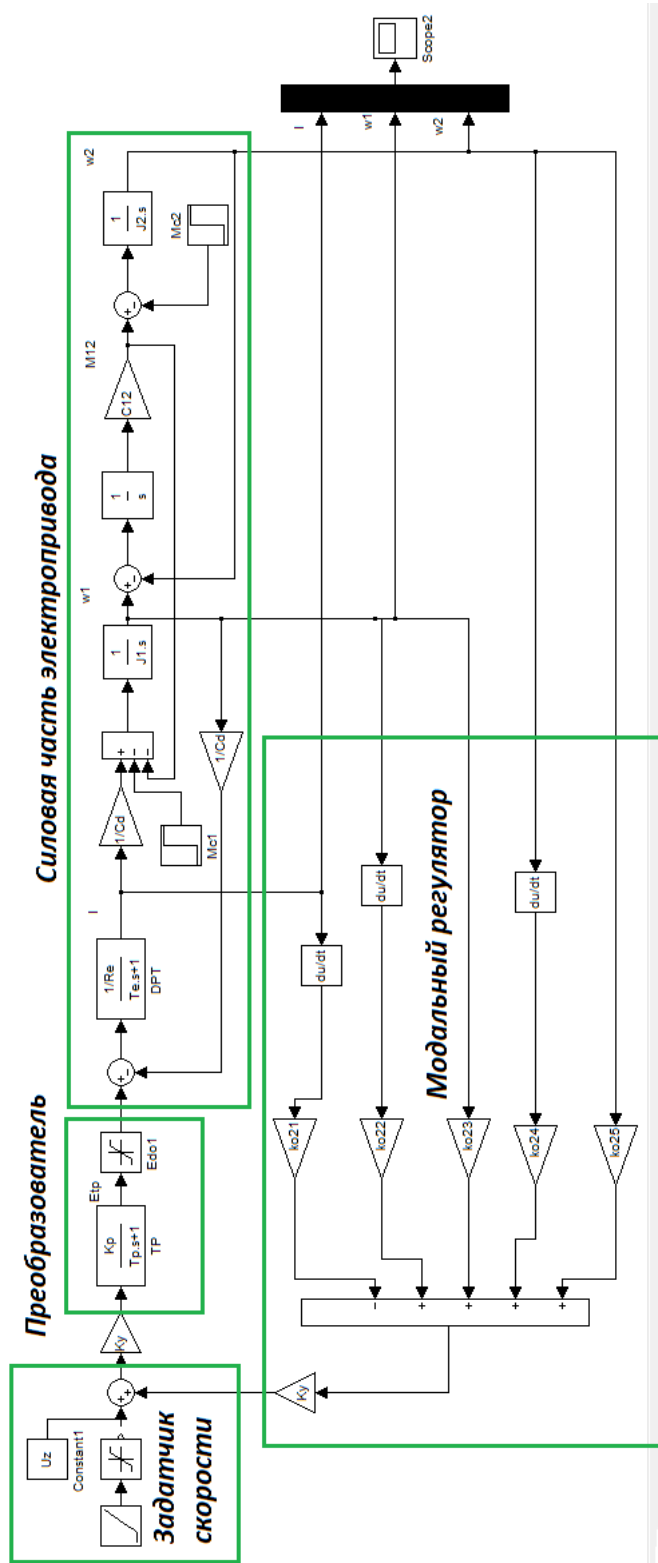 Силовая часть электропривода
Преобразователь
Задатчик
скорости
Модальный регулятор
Uz
Constant1
Ky
Kp
Tp.s+1
TP
Etp
Edo1
1/Re
Te.s+1
DPT
I
1/Cd
+
-
-
Mc1
1/Cd
1
J1.s
w1
1
s
C12
M12
1
J2.s
w2
Mc2
I
w1
w2
Scope2
du/dt
du/dt
du/dt
ko21
ko22
ko23
ko24
ko25
-
+
+
+
+
Ky